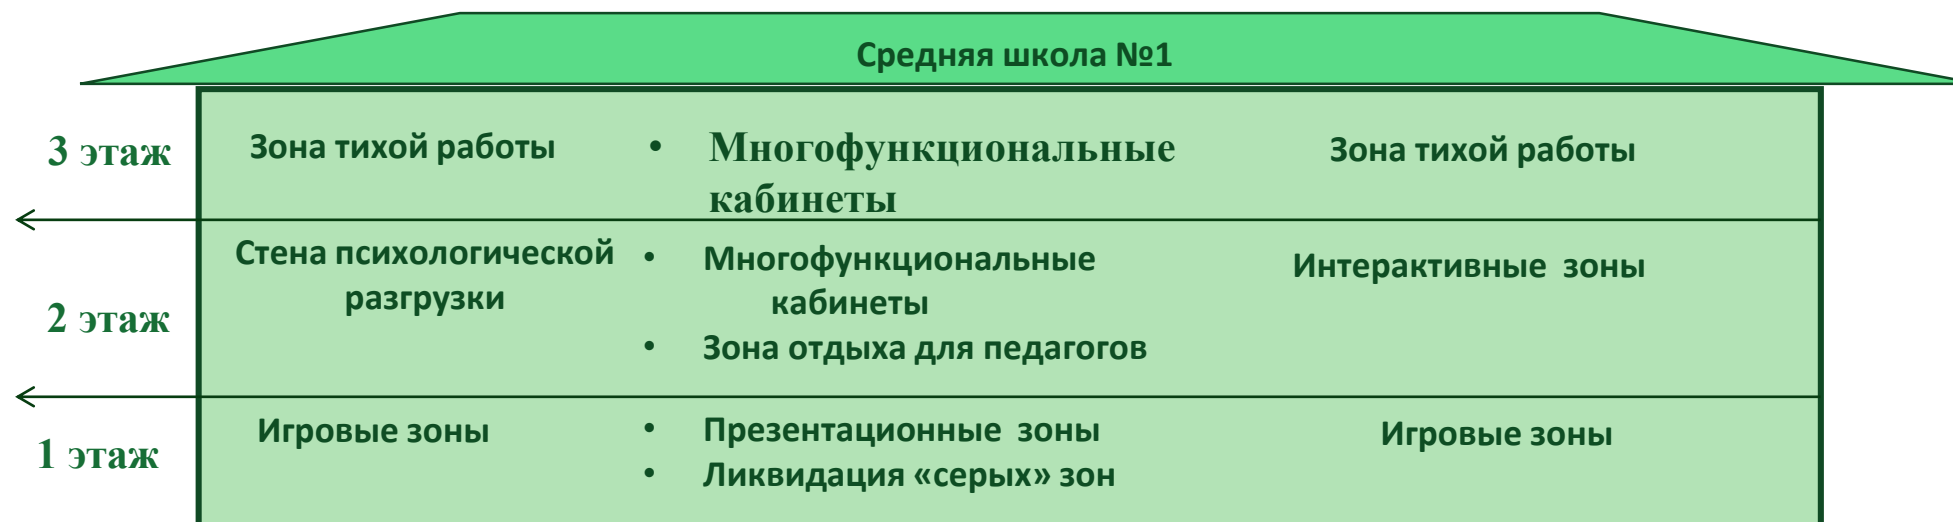 Средняя школа №1
3 этаж
Зона тихой работы
• Многофункциональные
кабинеты
Зона тихой работы
2 этаж
Стена психологической
разгрузки
• Многофункциональные
кабинеты
• Зона отдыха для педагогов
Интерактивные зоны
1 этаж
Игровые зоны
• Презентационные зоны
• Ликвидация «серых» зон
Игровые зоны